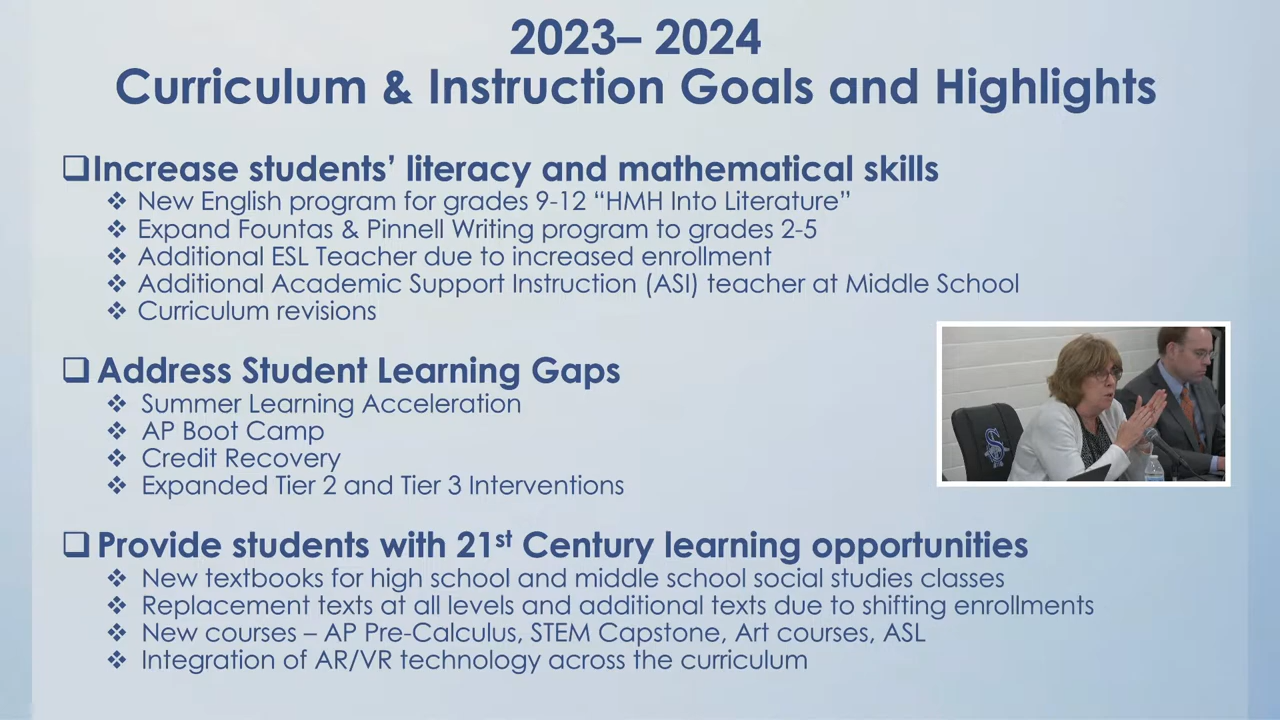 2023– 2024
Curriculum & Instruction Goals and Highlights
Increase students’ literacy and mathematical skills
New English program for grades 9-12 “HMH Into Literature”
Expand Fountas & Pinnell Writing program to grades 2-5
Additional ESL Teacher due to increased enrollment
Additional Academic Support Instruction (ASI) teacher at Middle School
Curriculum revisions
Address Student Learning Gaps
Summer Learning Acceleration
AP Boot Camp
Credit Recovery
Expanded Tier 2 and Tier 3 Interventions
Provide students with 21st Century learning opportunities
New textbooks for high school and middle school social studies classes
Replacement texts at all levels and additional texts due to shifting enrollments
New courses – AP Pre-Calculus, STEM Capstone, Art courses, ASL
Integration of AR/VR technology across the curriculum